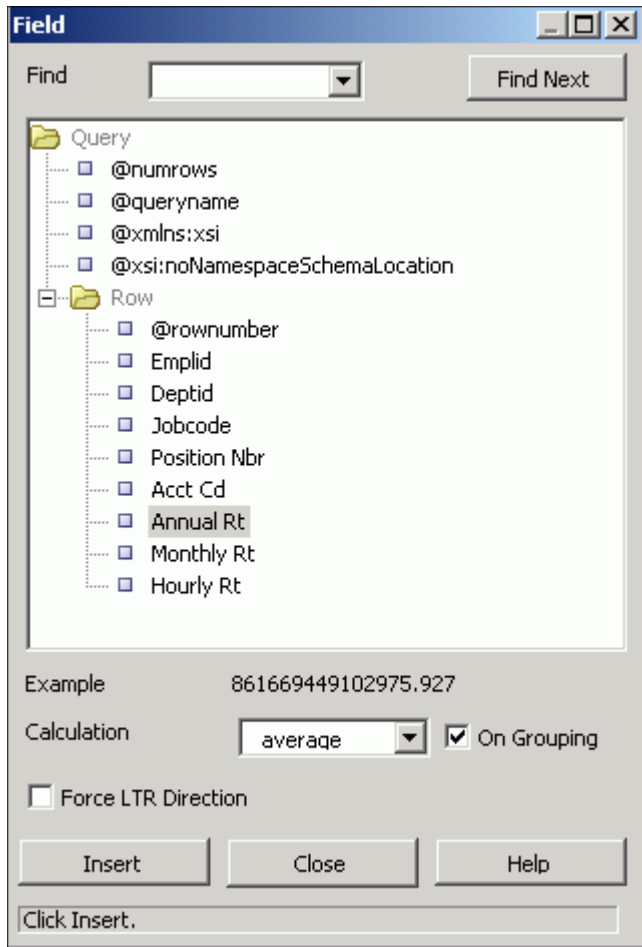 Field
Find Find Next
Query
@numrows
@queryname
@xmlns:xsi
@xsi:noNamespaceSchemaLocation
Row
@rownumber
Emplid
Deptid
Jobcode
Position Nbr
Acct Cd
Annual Rt
Monthly Rt
Hourly Rt
Example 861669449102975.927
Calculation average On Grouping
Force LTR Direction
Insert Close Help
Click Insert.